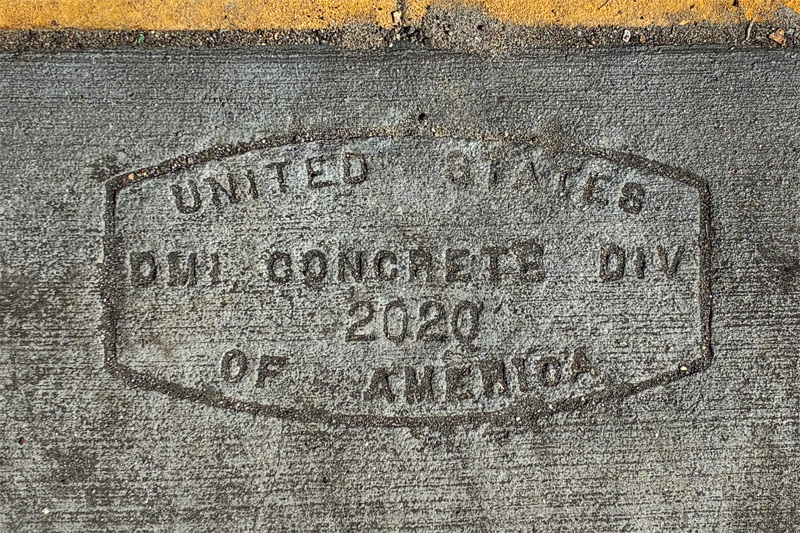 UNITED STATES
DMI CONCRETE DIV
2020
OF AMERICA